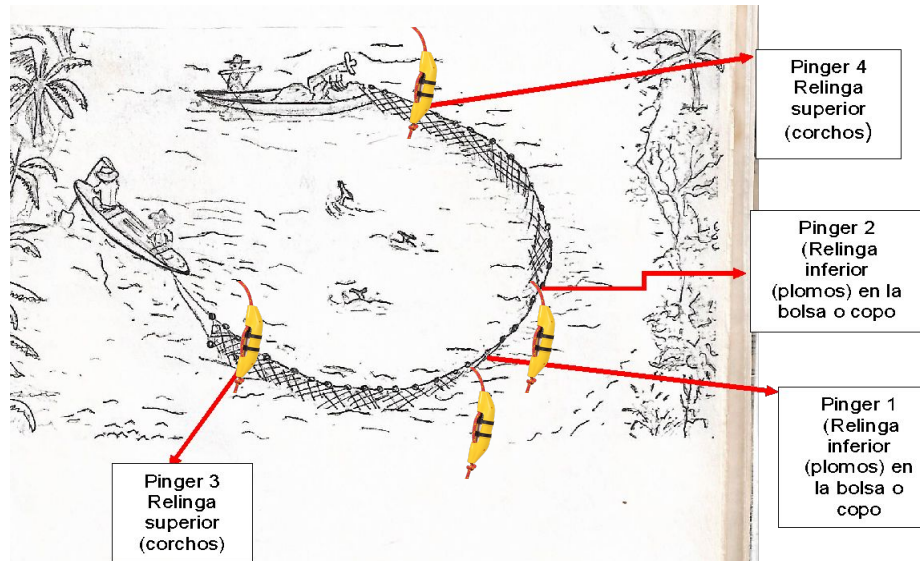 Pinger 4
Relinga
superior
(corchos)
Pinger 2
(Relinga
inferior
(plomos) en
la bolsa o
copo
Pinger 1
(Relinga
inferior
(plomos) en
la bolsa o
copo
Pinger 3
Relinga
superior
(corchos)